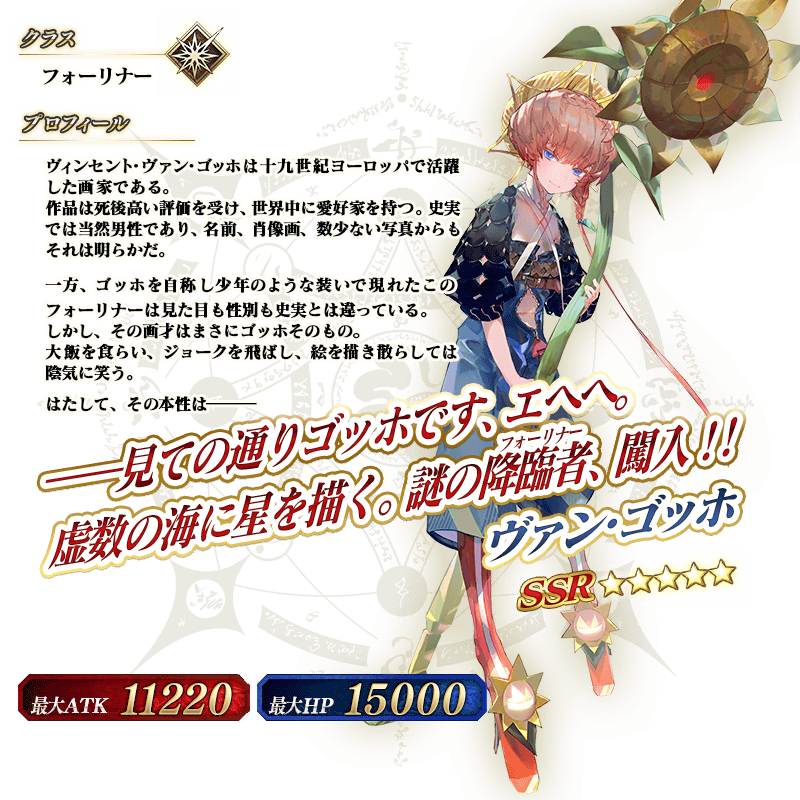 クラス
フォーリナー
プロフィール
ヴィンセント・ヴァン・ゴッホは十九世紀ヨーロッパで活躍
した画家である。
作品は死後高い評価を受け、世界中に愛好家を持つ。史実
では当然男性であり、名前、肖像画、数少ない写真からも
それは明らかだ。
一方、ゴッホを自称し少年のような装いで現れたこの
フォーリナーは見た目も性別も史実とは違っている。
しかし、その画才はまさにゴッホそのもの。
大飯を食らい、ジョークを飛ばし、絵を描き散らしては
陰気に笑う。
はたして、その本性は———
――見ての通りゴッホです、エヘヘ。
フォーリナー
虚数の海に星を描く。謎の降臨者、闖入!!
ヴァン・ゴッホ
SSR ☆☆☆☆☆
最大ATK 11220
最大HP 15000